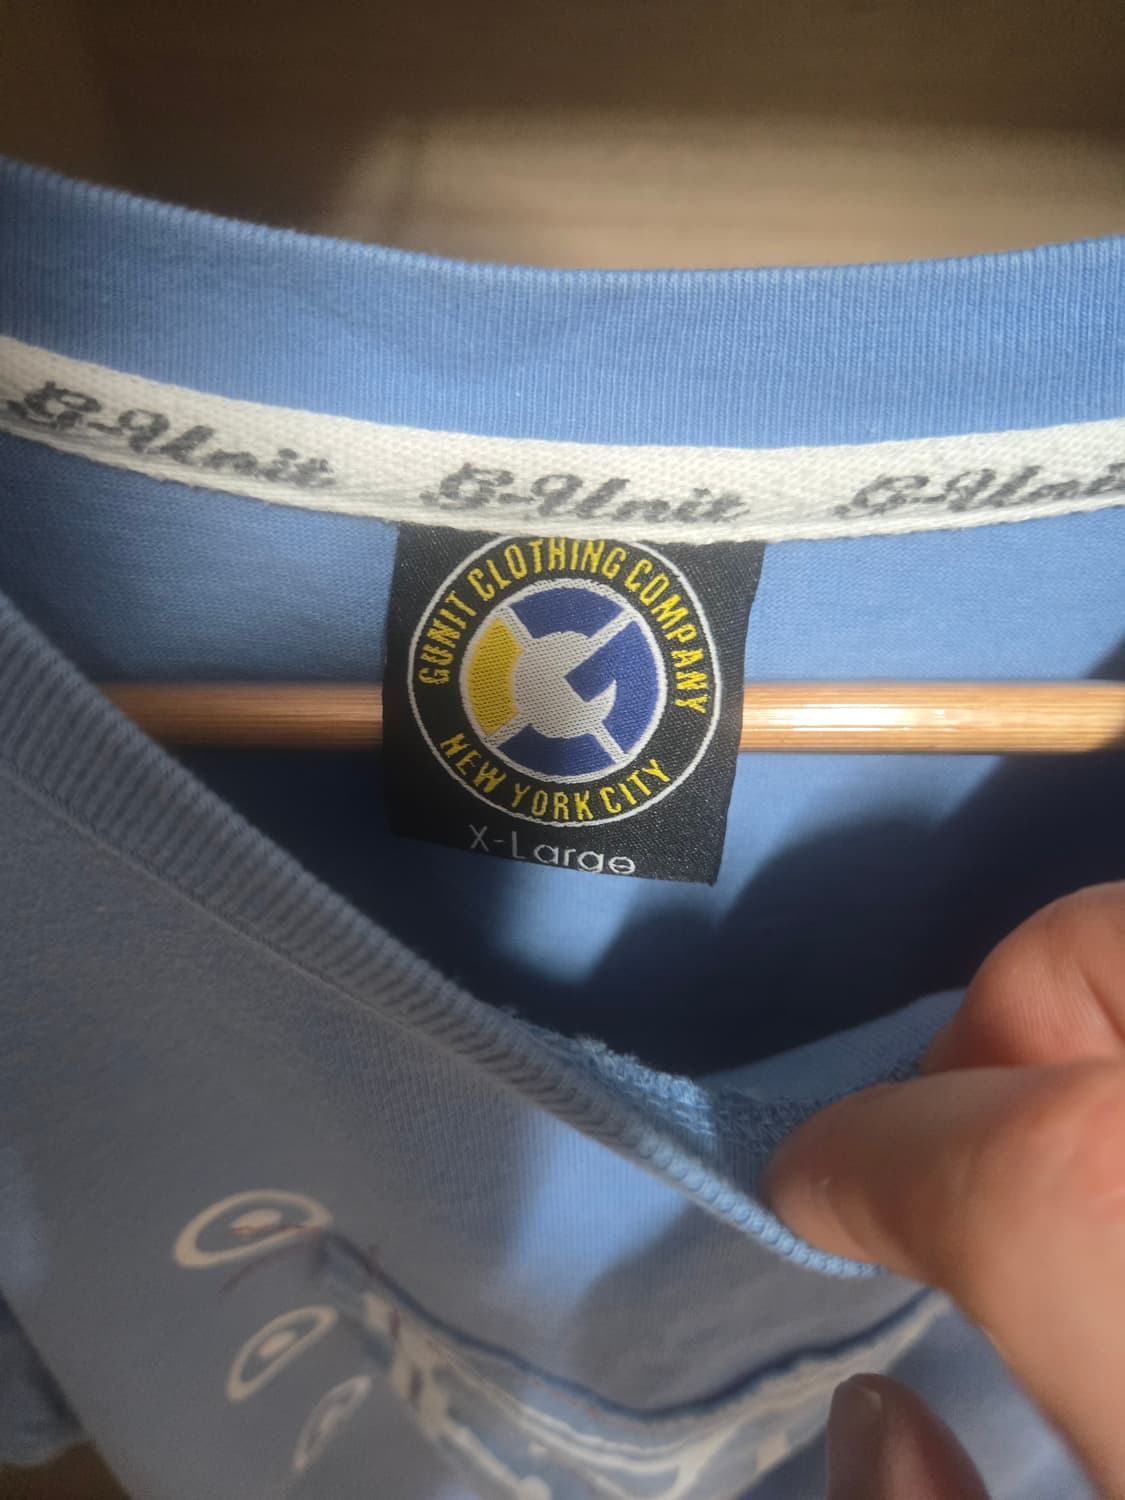 G-Unit G-Unit G-Unit
GUNIT CLOTHING COMPANY
NEW YORK CITY
X-Large